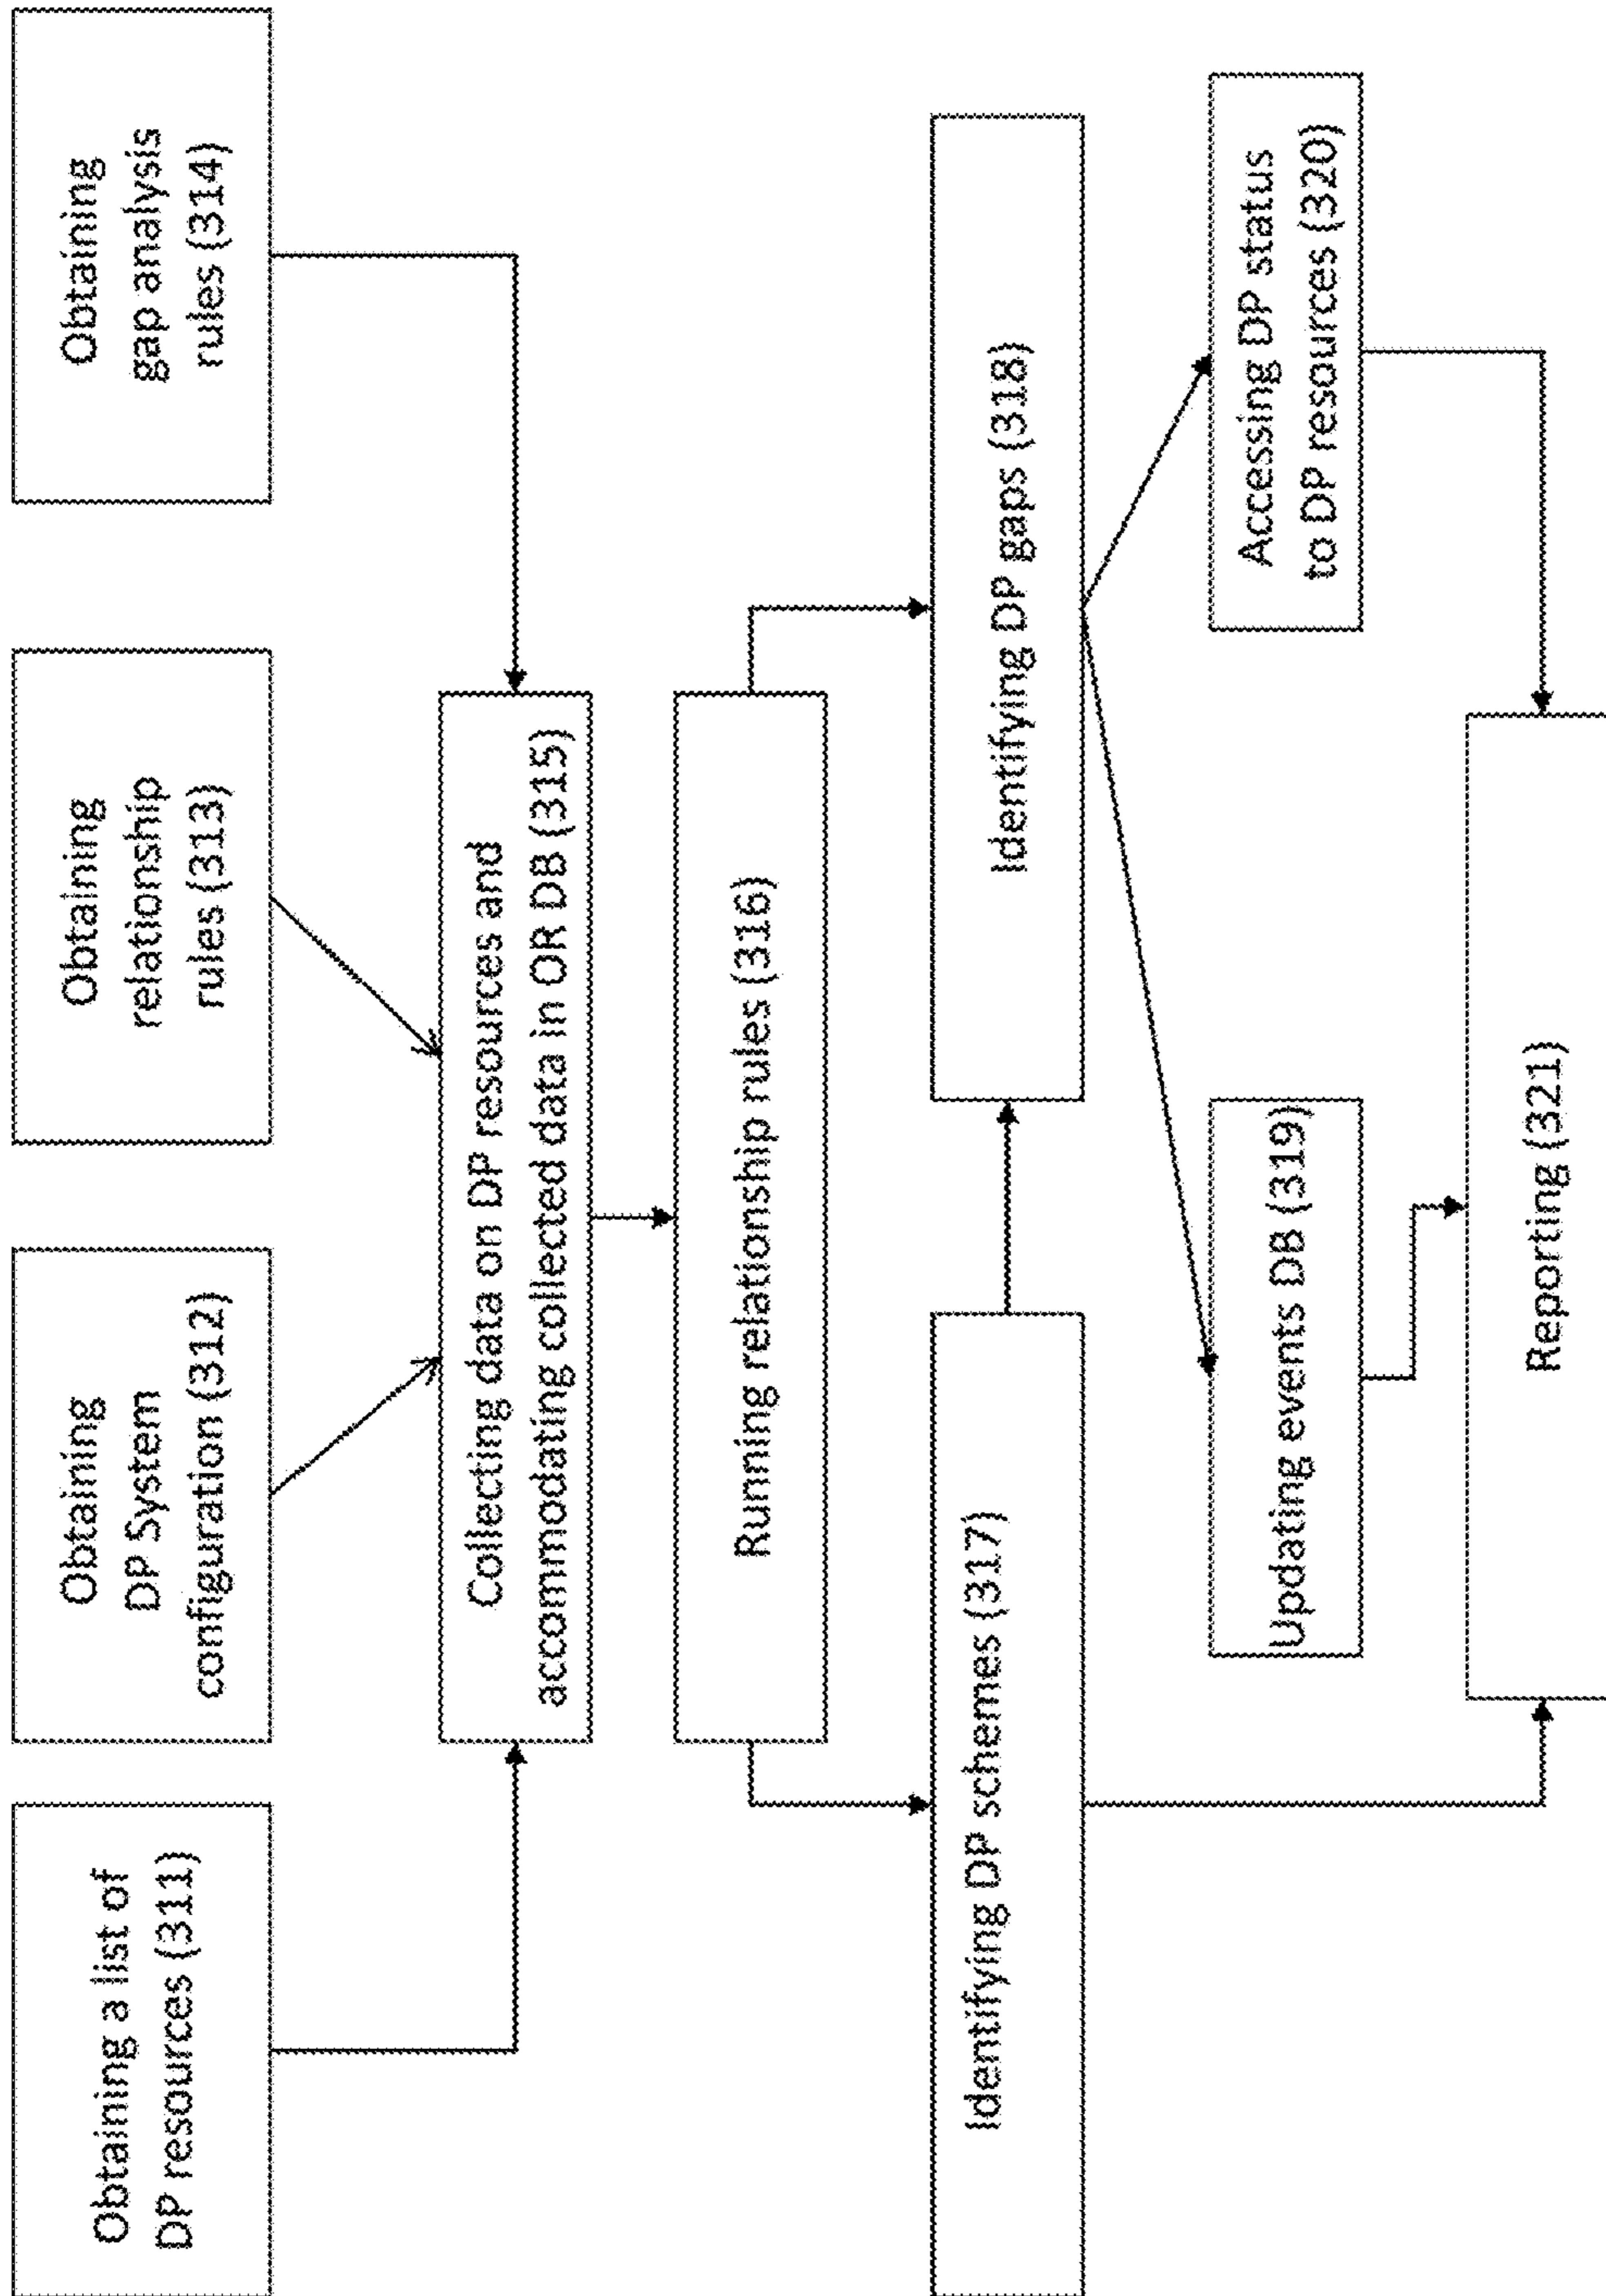 Obtaining a list of
DP resources (311)
Obtaining
DP System
configuration (312)
Obtaining
relationship
rules (313)
Obtaining
gap analysis
rules (314)
Collecting data on DP resources and
accommodating collected data in OR DB (315)
Running relationship rules (316)
Identifying DP schemes (317)
Identifying DP gaps (318)
Updating events DB (319)
Accessing DP status
to DP resources (320)
Reporting (321)